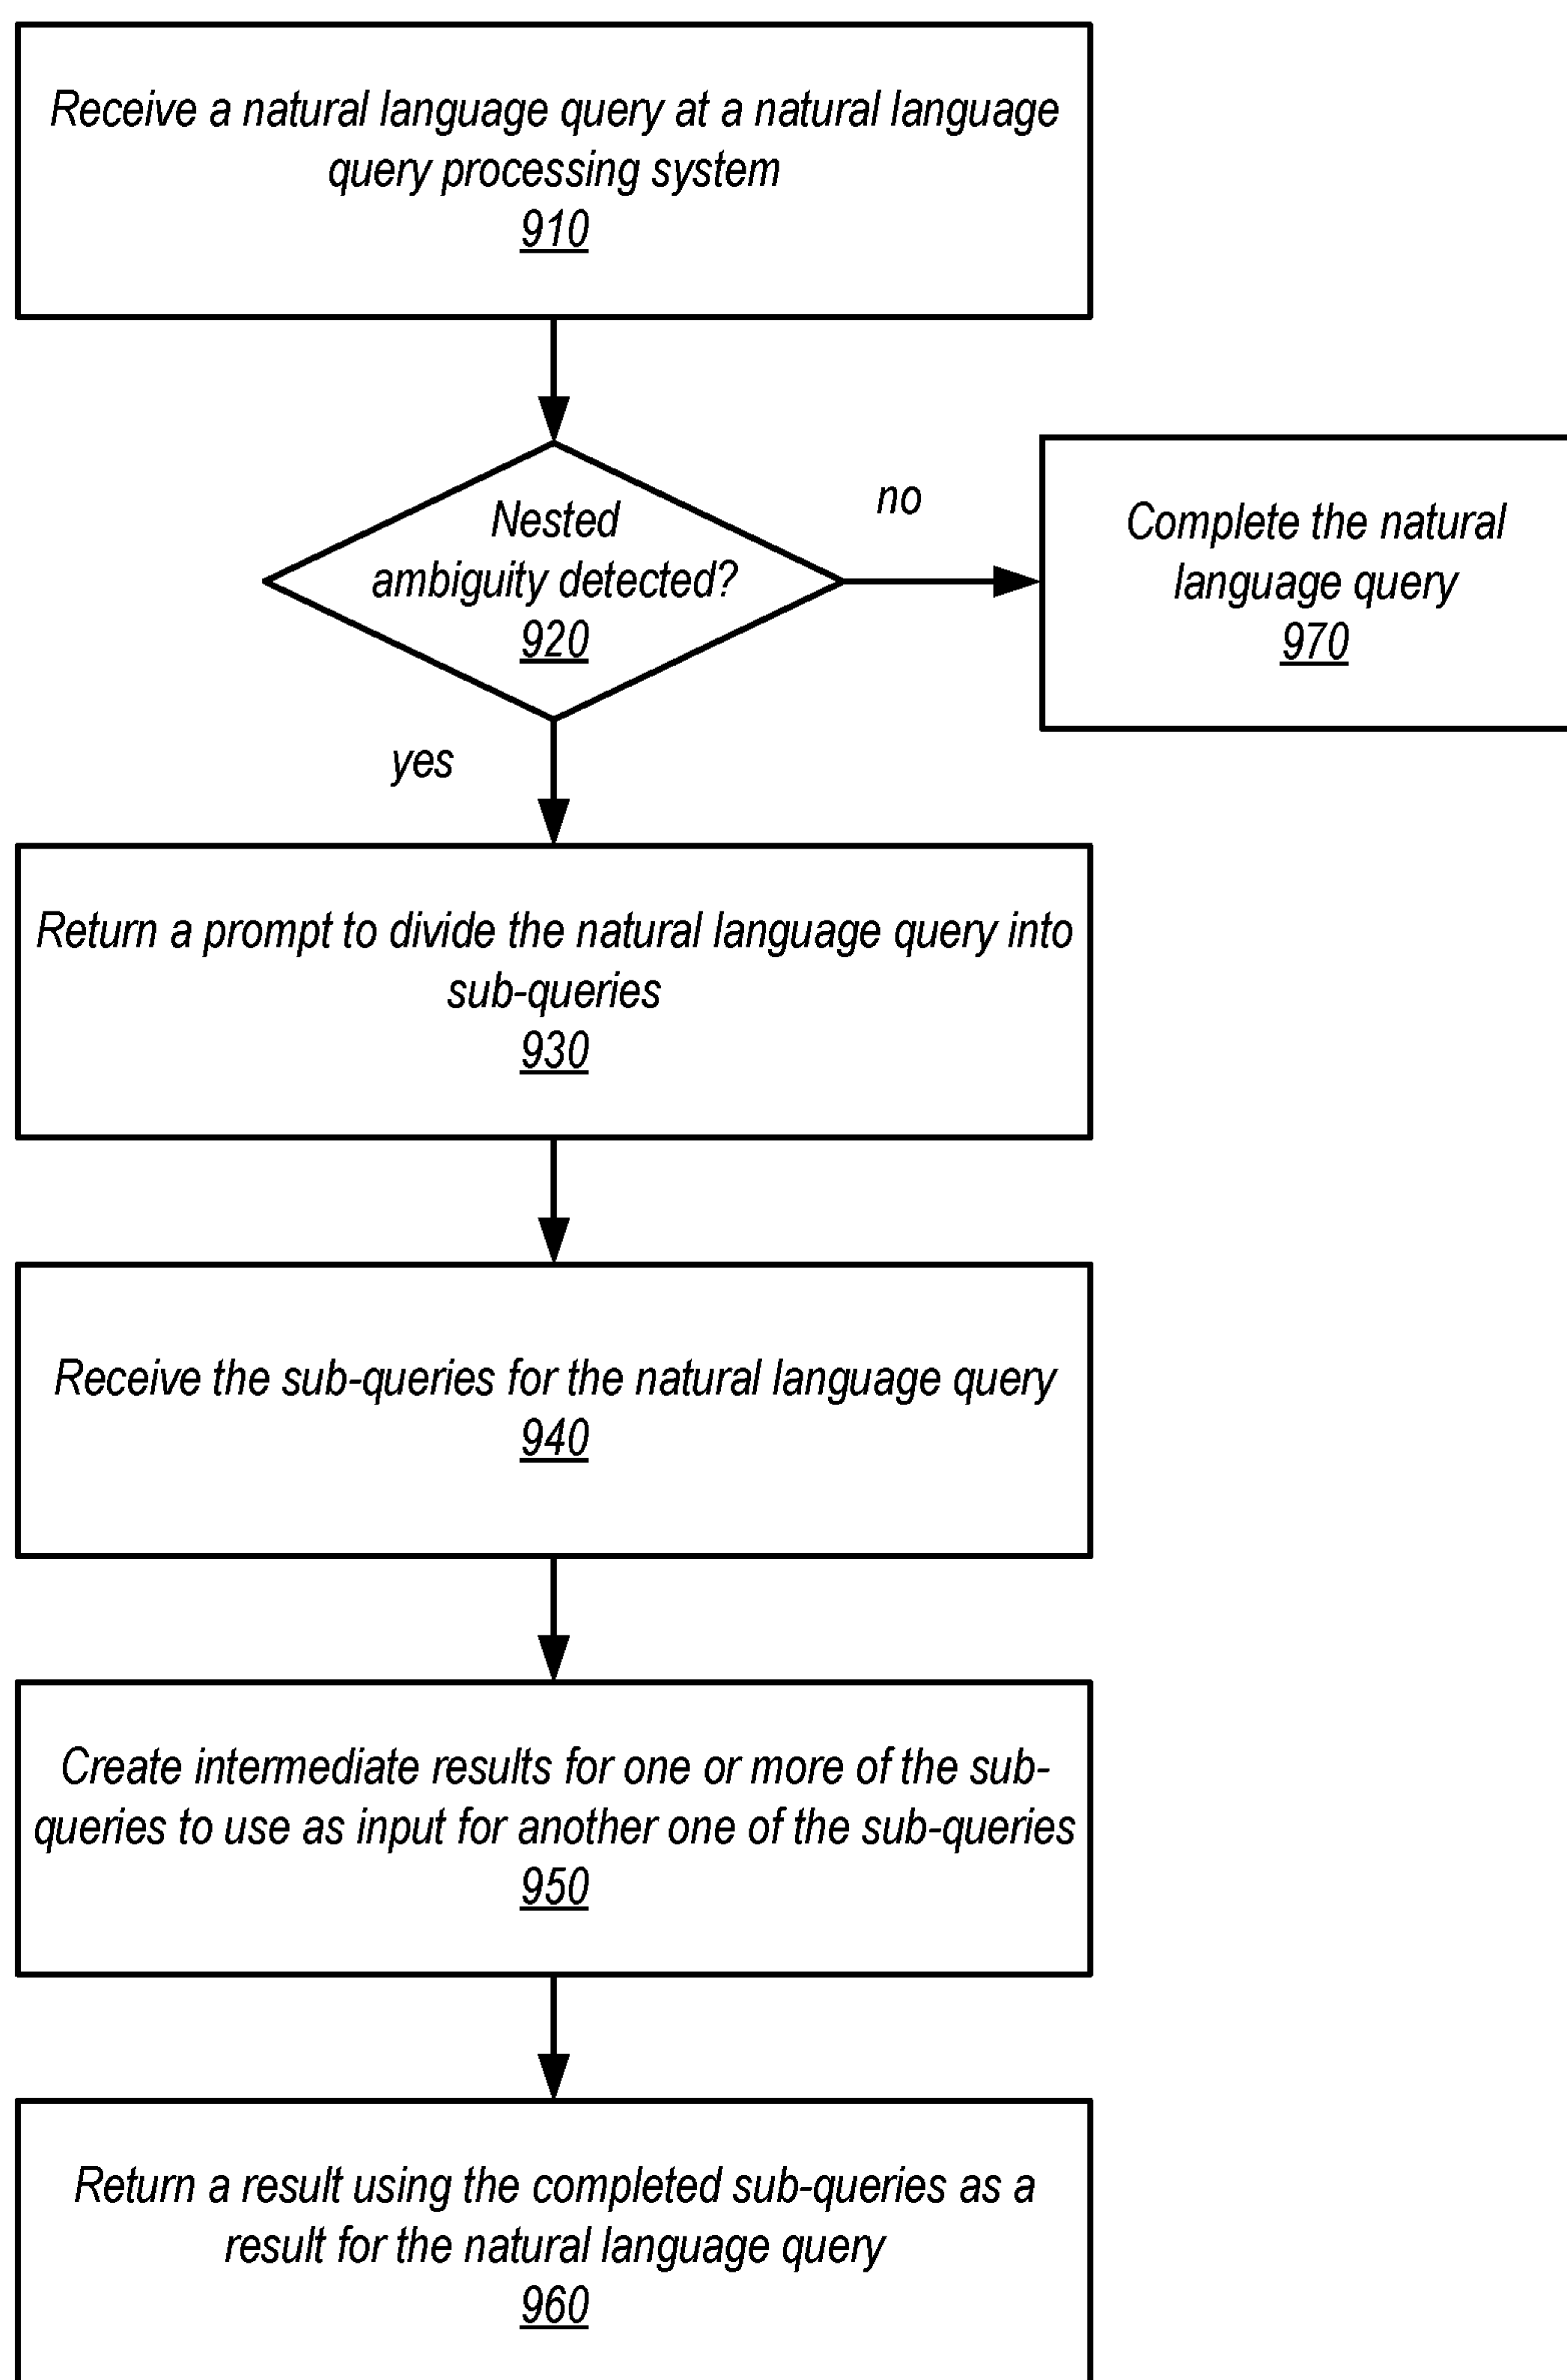 Receive a natural language query at a natural language
query processing system
910
Nested
ambiguity detected?
920
no
Complete the natural
language query
970
yes
Return a prompt to divide the natural language query into
sub-queries
930
Receive the sub-queries for the natural language query
940
Create intermediate results for one or more of the sub-
queries to use as input for another one of the sub-queries
950
Return a result using the completed sub-queries as a
result for the natural language query
960